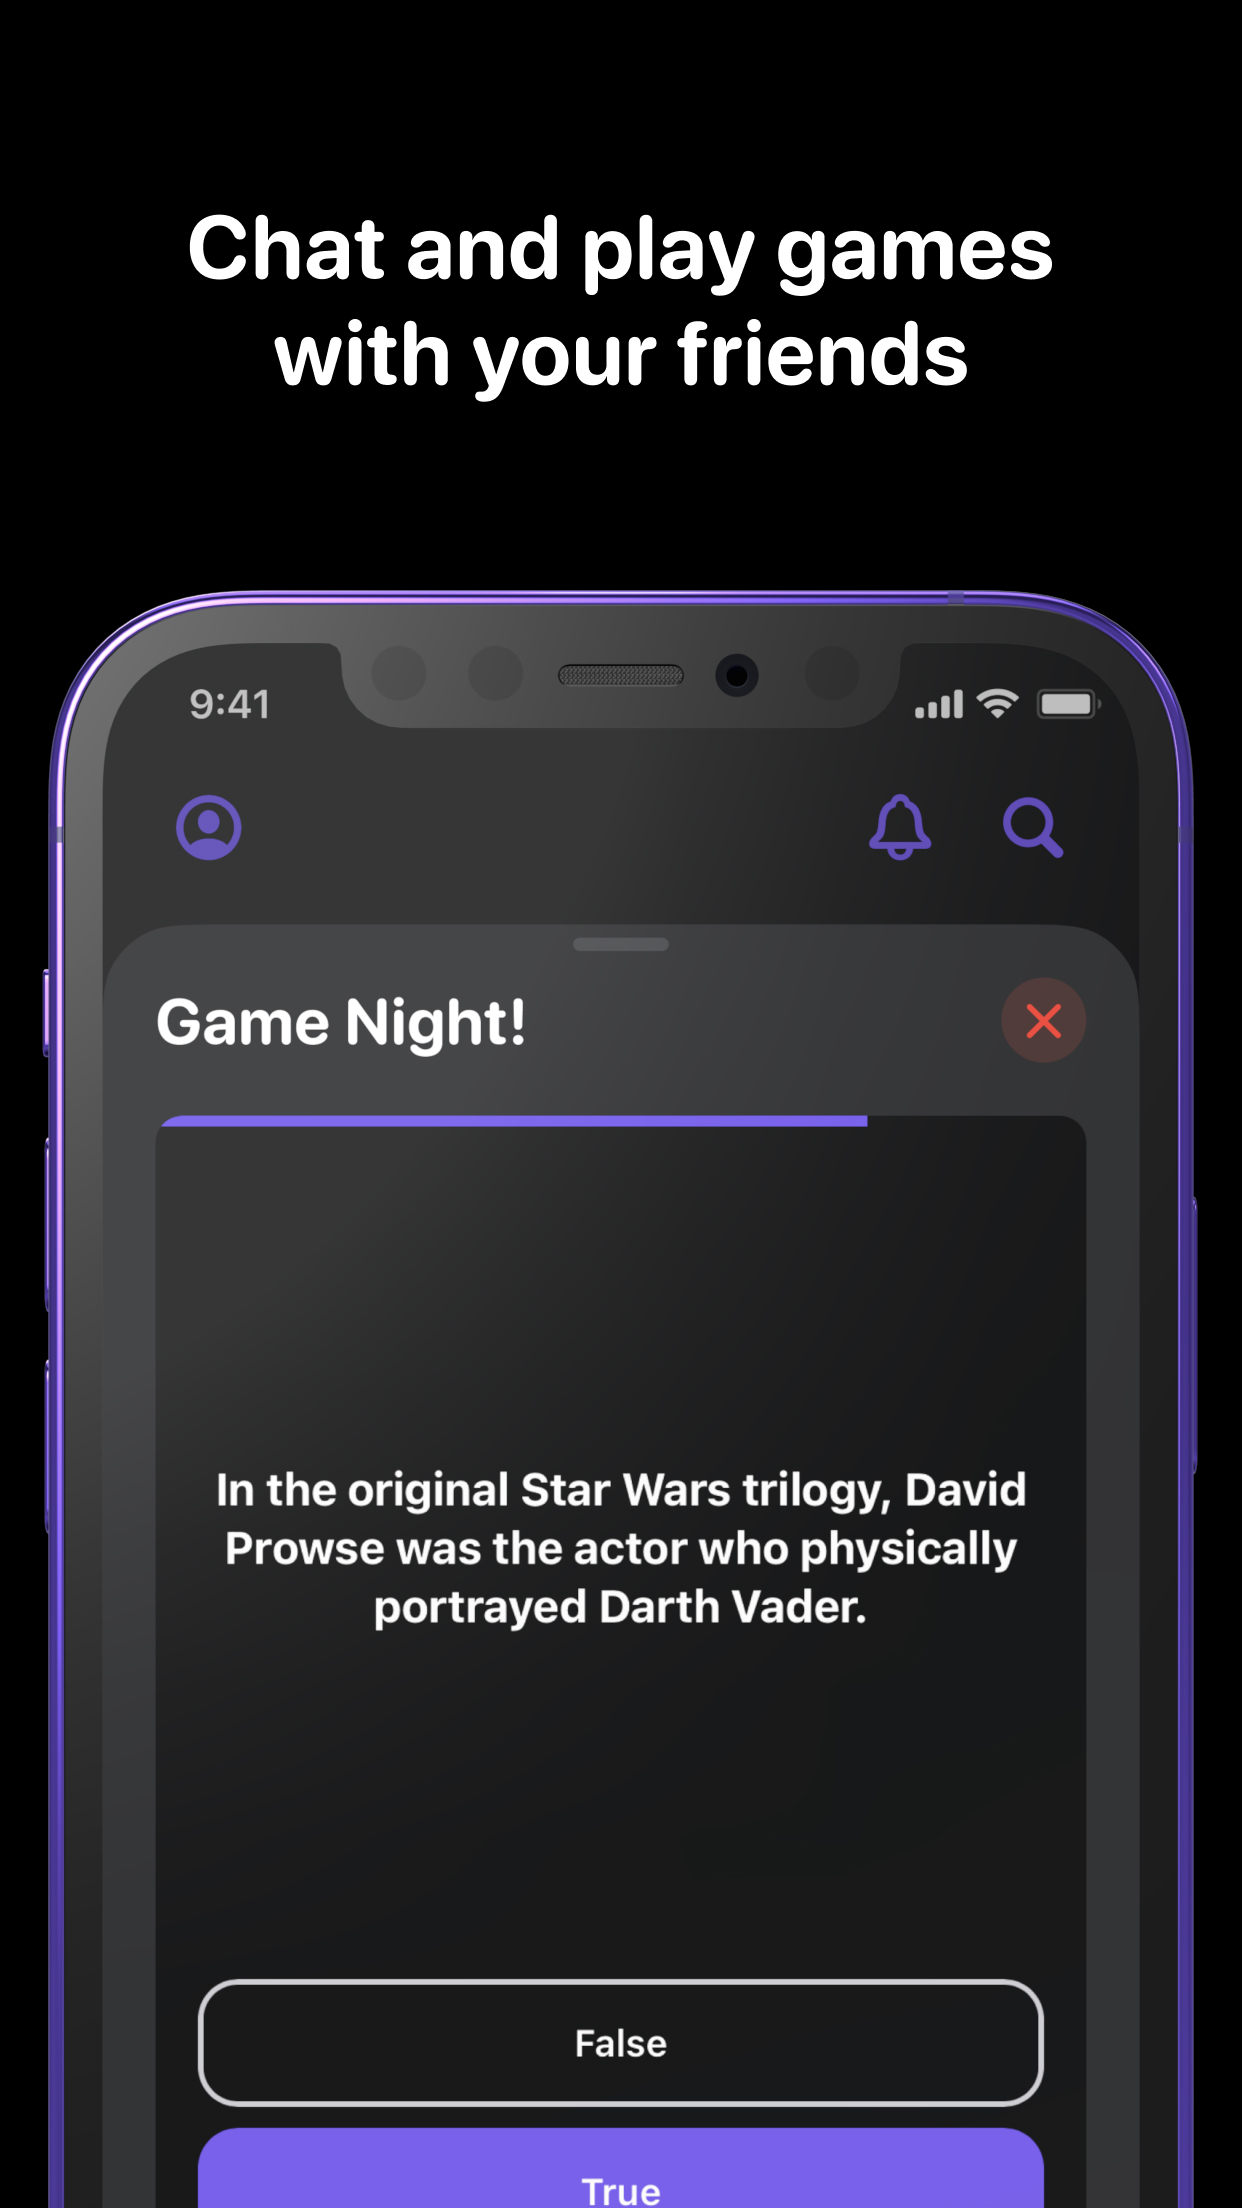 Chat and play games
with your friends
9:41
Game Night!
In the original Star Wars trilogy, David
Prowse was the actor who physically
portrayed Darth Vader.
False
True